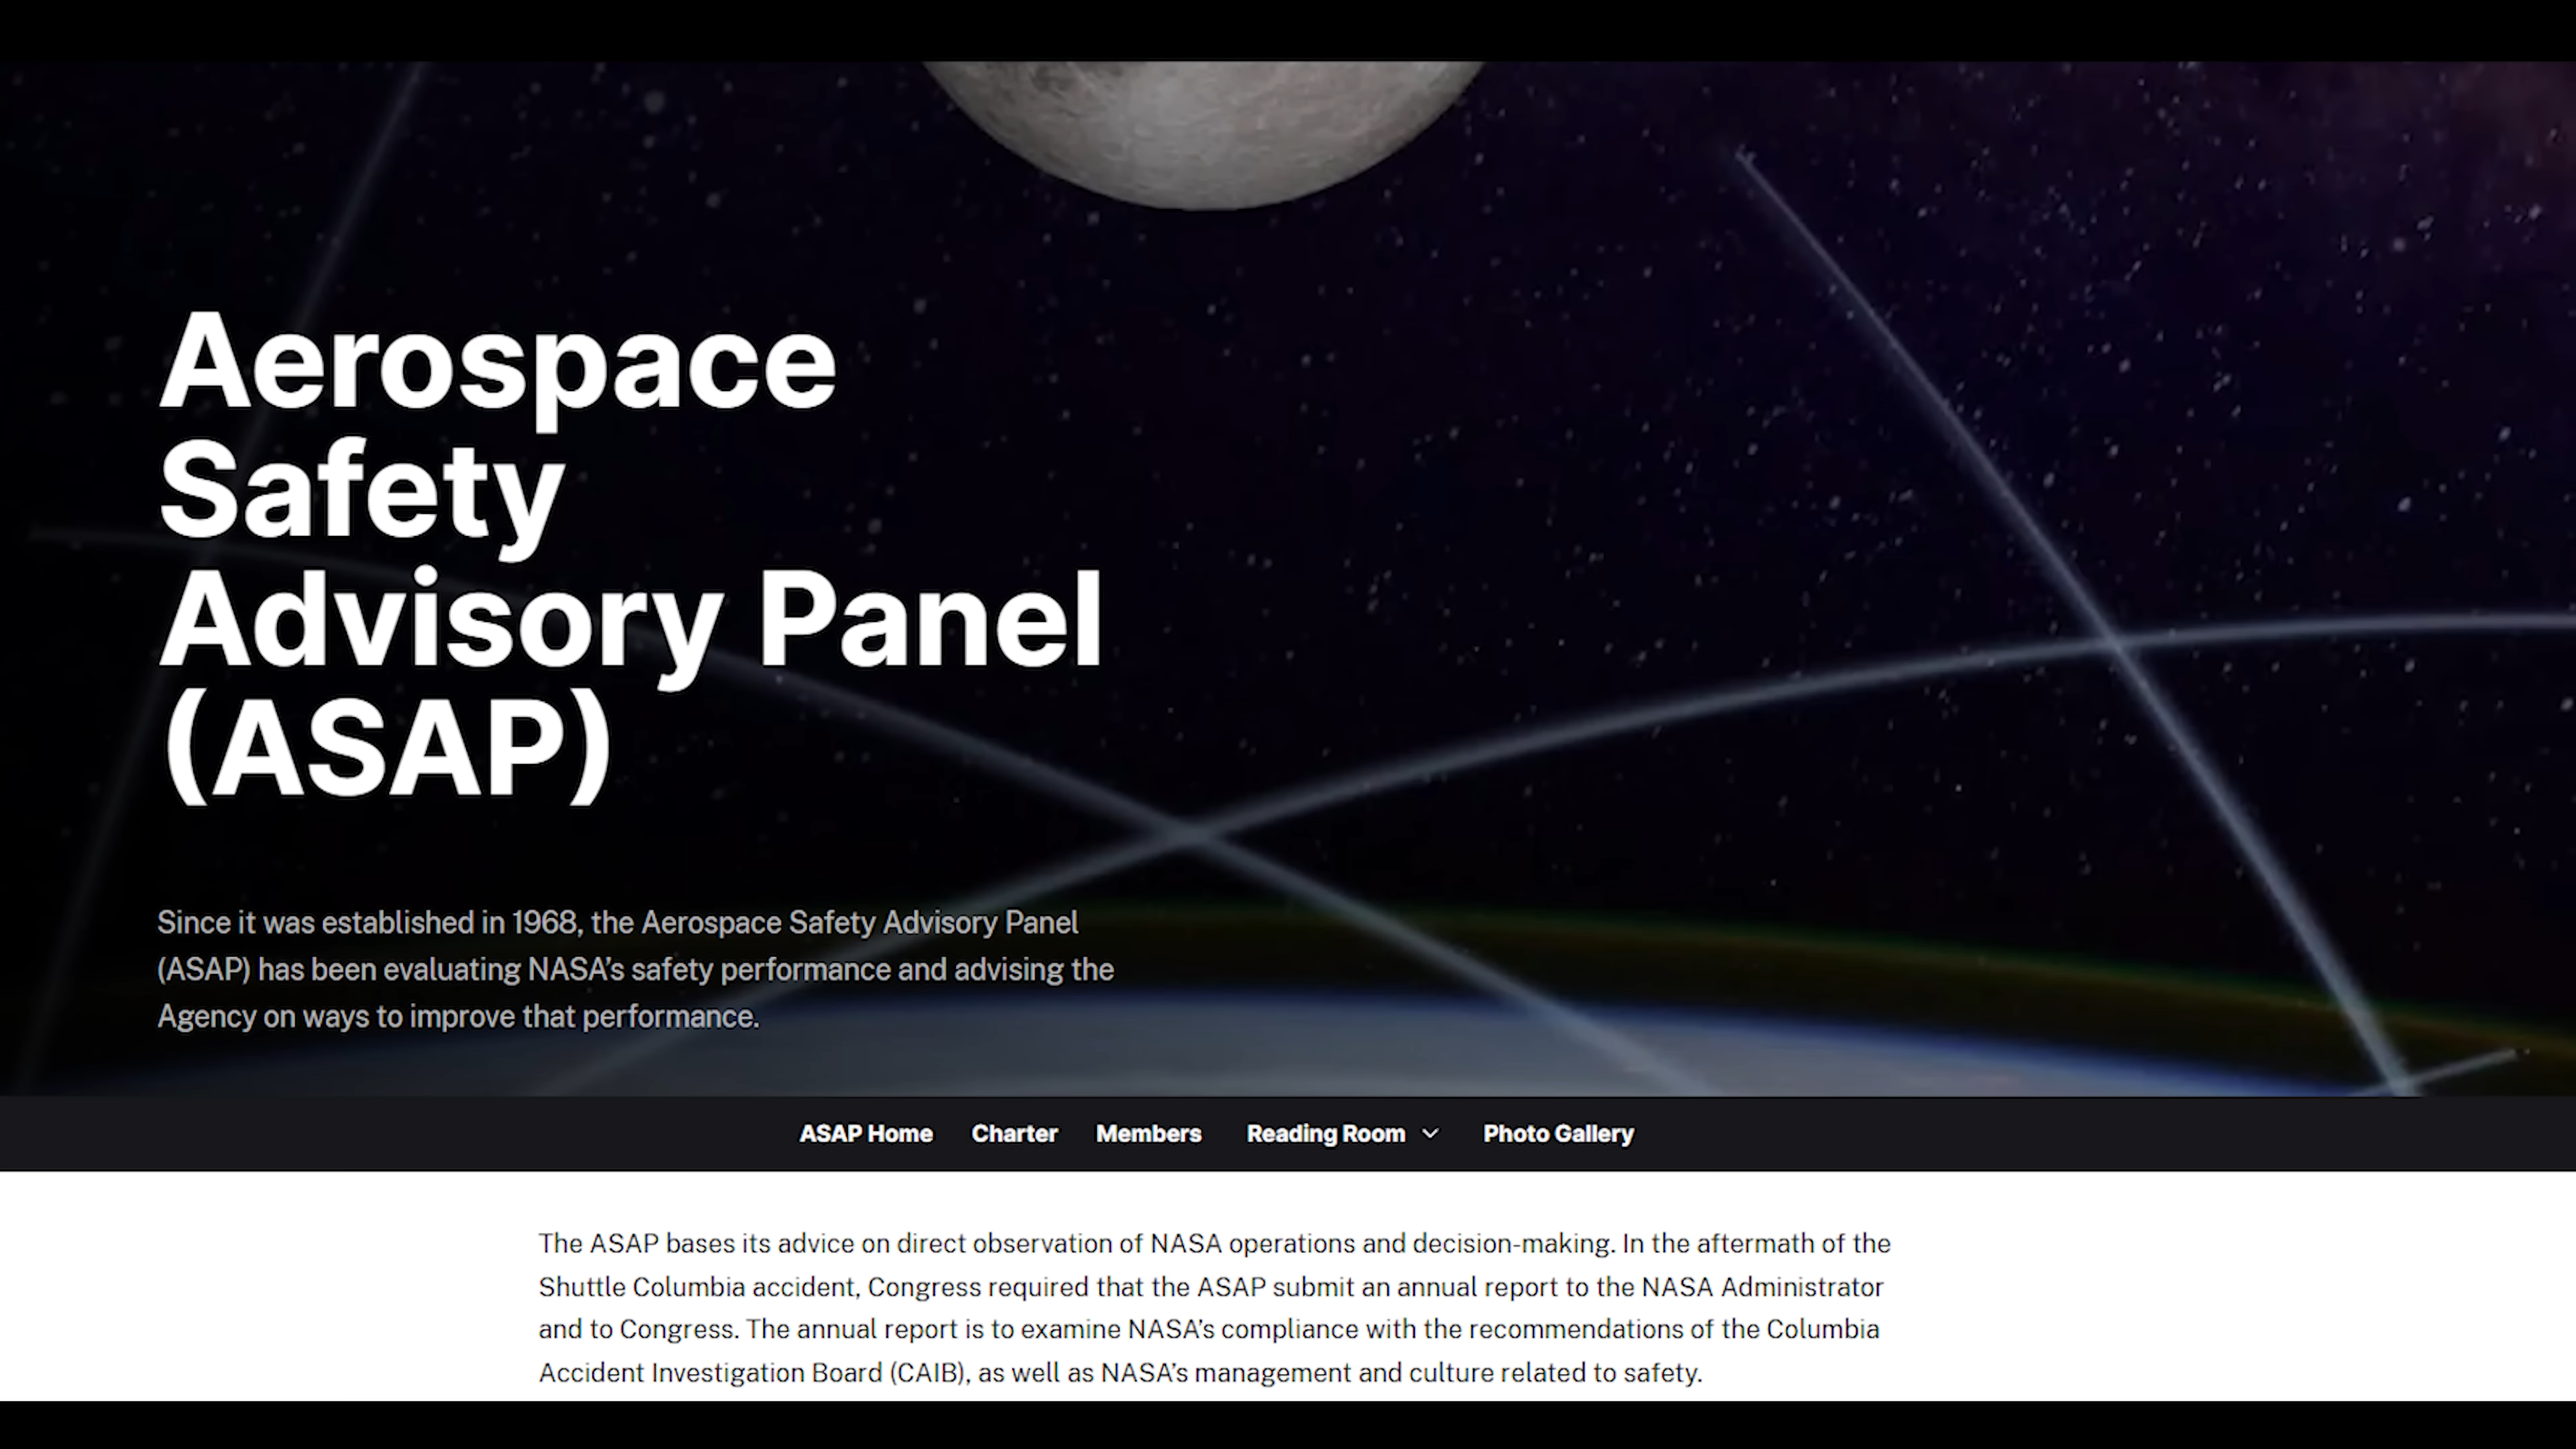 Aerospace
Safety
Advisory Panel
(ASAP)
Since it was established in 1968, the Aerospace Safety Advisory Panel
(ASAP) has been evaluating NASA’s safety performance and advising the
Agency on ways to improve that performance.
ASAP Home Charter Members Reading Room Photo Gallery
The ASAP bases its advice on direct observation of NASA operations and decision-making. In the aftermath of the
Shuttle Columbia accident, Congress required that the ASAP submit an annual report to the NASA Administrator
and to Congress. The annual report is to examine NASA’s compliance with the recommendations of the Columbia
Accident Investigation Board (CAIB), as well as NASA’s management and culture related to safety.